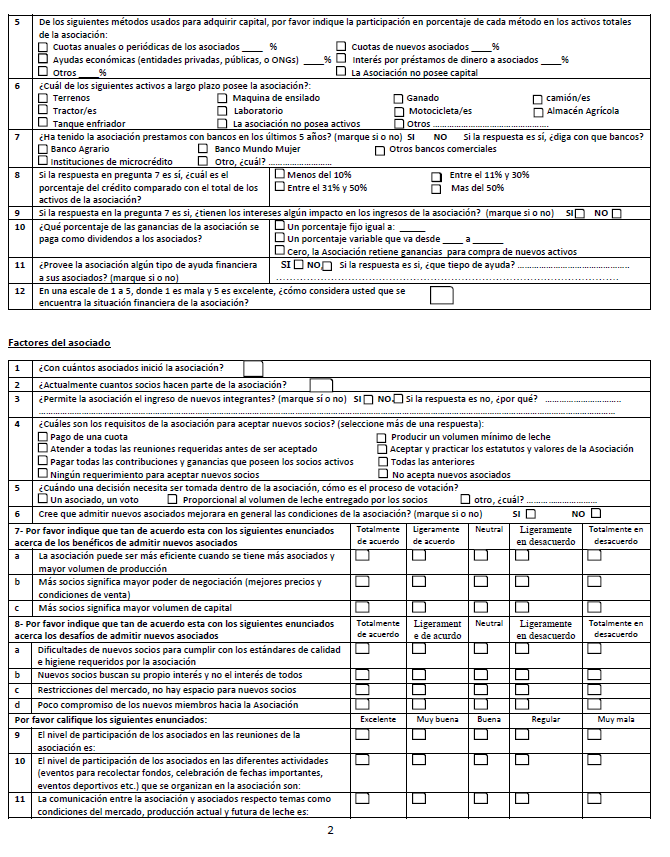 5 De los siguientes métodos usados para adquirir capital, por favor indique la participación en porcentaje de cada método en los activos totales
de la asociación:
☐ Cuotas anuales o periódicas de los asociados ____ % ☐ Cuotas de nuevos asociados ____%
☐ Ayudas económicas (entidades privadas, públicas, o ONGs) ____% ☐ Interés por préstamos de dinero a asociados ____%
☐ Otros ____% ☐ La Asociación no posee capital
6 ¿Cuál de los siguientes activos a largo plazo posee la asociación?:
☐ Terrenos ☐ Maquina de ensilado ☐ Ganado ☐ camión/es
☐ Tractor/es ☐ Laboratorio ☐ Motocicleta/es ☐ Almacén Agrícola
☐ Tanque enfriador ☐ La asociación no posee activos ☐ Otros ......................................
7 ¿Ha tenido la asociación prestamos con bancos en los últimos 5 años? (marque si o no) SI NO Si la respuesta es sí, ¿diga con que bancos?
☐ Banco Agrario ☐ Banco Mundo Mujer ☐ Otros bancos comerciales
☐ Instituciones de microcrédito ☐ Otro, ¿cuál? ......................
8 Si la respuesta en pregunta 7 es sí, ¿cuál es el
porcentaje del crédito comparado con el total de los
activos de la asociación?
☐ Menos del 10% ☐ Entre el 11% y 30%
☐ Entre el 31% y 50% ☐ Mas del 50%
9 Si la respuesta en la pregunta 7 es si, ¿tienen los intereses algún impacto en los ingresos de la asociación? (marque si o no) SI☐ NO ☐
10 ¿Qué porcentaje de las ganancias de la asociación se
paga como dividendos a los asociados?
☐ Un porcentaje fijo igual a: _____
☐ Un porcentaje variable que va desde ____ a ______
☐ Cero, la Asociación retiene ganancias para compra de nuevos activos
11 ¿Provee la asociación algún tipo de ayuda financiera
a sus asociados? (marque si o no)
SI ☐ NO☐ Si la respuesta es si, ¿que tiepo de ayuda? ......................................
..............................................................................
12 En una escale de 1 a 5, donde 1 es mala y 5 es excelente, ¿cómo considera usted que se
encuentra la situación financiera de la asociación?
Factores del asociado
1 ¿Con cuántos asociados inició la asociación?
2 ¿Actualmente cuantos socios hacen parte de la asociación?
3 ¿Permite la asociación el ingreso de nuevos integrantes? (marque sí o no) SI ☐ NO☐ Si la respuesta es no, ¿por qué? ..........................
..............................................................................
4 ¿Cuáles son los requisitos de la asociación para aceptar nuevos socios? (seleccione más de una respuesta):
☐ Pago de una cuota ☐ Producir un volumen mínimo de leche
☐ Atender a todas las reuniones requeridas antes de ser aceptado ☐ Aceptar y practicar los estatutos y valores de la Asociación
☐ Pagar todas las contribuciones y ganancias que poseen los socios activos ☐ Todas las anteriores
☐ Ningún requerimiento para aceptar nuevos socios ☐ No acepta nuevos asociados
5 ¿Cuándo una decisión necesita ser tomada dentro de la asociación, cómo es el proceso de votación?
☐ Un asociado, un voto ☐ Proporcional al volumen de leche entregado por los socios ☐ otro, ¿cuál? ........................
6 Cree que admitir nuevos asociados mejorara en general las condiciones de la asociación? (marque si o no) SI ☐ NO ☐
7- Por favor indique que tan de acuerdo esta con los siguientes enunciados
acerca de los benéficos de admitir nuevos asociados
Totalmente de acuerdo Ligeramente de acuerdo Neutral Ligeramente en desacuerdo Totalmente en desacuerdo
a La asociación puede ser más eficiente cuando se tiene más asociados y
mayor volumen de producción
b Más socios significa mayor poder de negociación (mejores precios y
condiciones de venta)
c Más socios significa mayor volumen de capital
8- Por favor indique que tan de acuerdo esta con los siguientes enunciados
acerca los desafíos de admitir nuevos asociados
Totalmente de acuerdo Ligerament e de acurdo Neutral Ligeramente en desacuerdo Totalmente en desacuerdo
a Dificultades de nuevos socios para cumplir con los estándares de calidad
e higiene requeridos por la asociación
b Nuevos socios buscan su propio interés y no el interés de todos
c Restricciones del mercado, no hay espacio para nuevos socios
d Poco compromiso de los nuevos miembros hacia la Asociación
Por favor califique los siguientes enunciados: Excelente Muy buena Buena Regular Muy mala
9 El nivel de participación de los asociados en las reuniones de la
asociación es:
10 El nivel de participación de los asociados en las diferentes actividades
(eventos para recolectar fondos, celebración de fechas importantes,
eventos deportivos etc.) que se organizan en la asociación son:
11 La comunicación entre la asociación y asociados respecto temas como
condiciones del mercado, producción actual y futura de leche es:
2